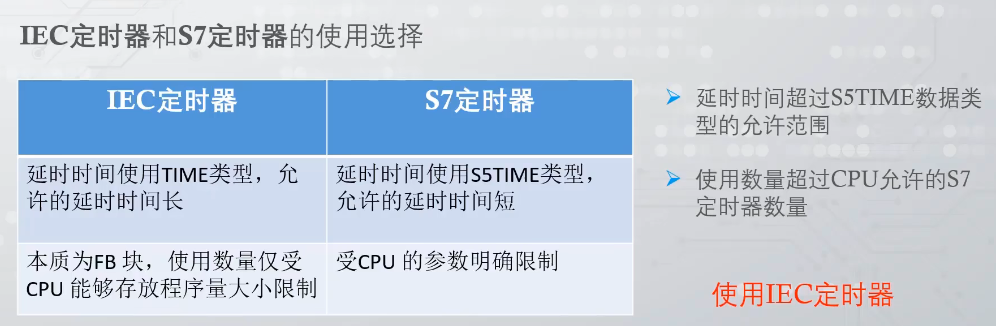 IEC定时器和S7定时器的使用选择
IEC定时器
S7定时器
延时时间使用TIME类型，允
许的延时时间长
延时时间使用S5TIME类型，
允许的延时时间短
本质为FB 块，使用数量仅受
CPU 能够存放程序量大小限制
受CPU 的参数明确限制
延时时间超过S5TIME数据类
型的允许范围
使用数量超过CPU允许的S7
定时器数量
使用IEC定时器